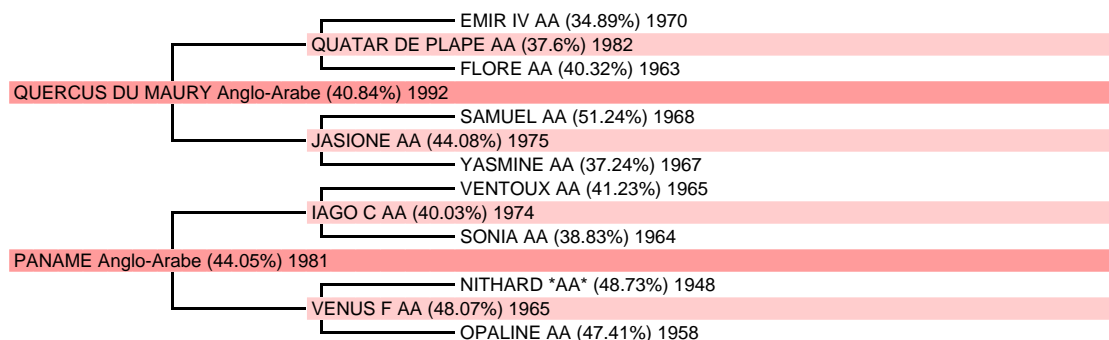 EMIR IV AA (34.89%) 1970
QUATAR DE PLAPE AA (37.6%) 1982
FLORE AA (40.32%) 1963
QUERCUS DU MAURY Anglo-Arabe (40.84%) 1992
SAMUEL AA (51.24%) 1968
JASIONE AA (44.08%) 1975
YASMINE AA (37.24%) 1967
VENTOUX AA (41.23%) 1965
IAGO C AA (40.03%) 1974
SONIA AA (38.83%) 1964
PANAME Anglo-Arabe (44.05%) 1981
NITHARD *AA* (48.73%) 1948
VENUS F AA (48.07%) 1965
OPALINE AA (47.41%) 1958